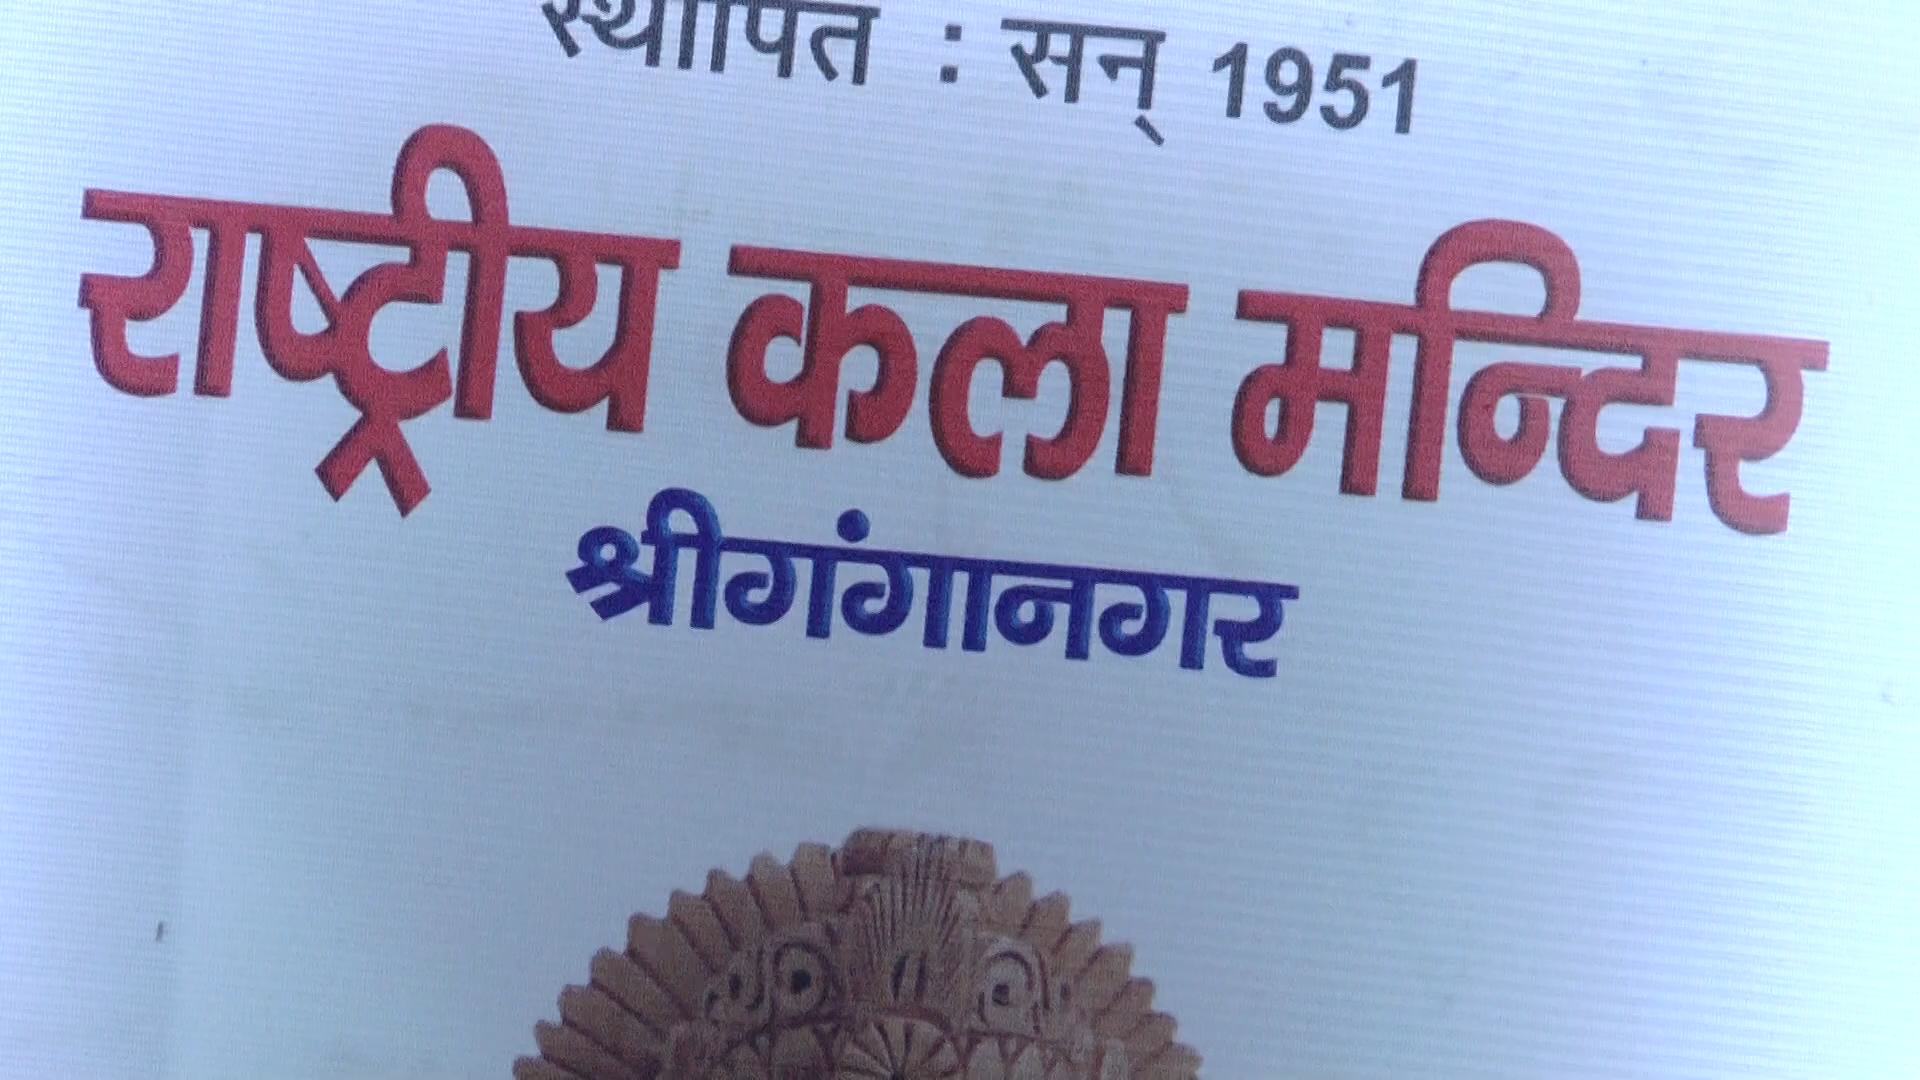 स्थापित : सन् 1951
राष्ट्रीय कला मन्दिर
श्रीगंगानगर